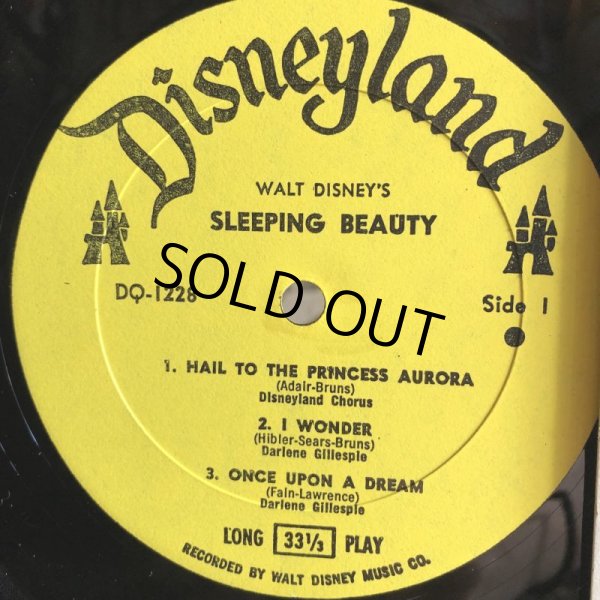 Disneyland
WALT DISNEY'S
SLEEPING BEAUTY
DQ-1228
Side 1
SOLD OUT
1. HAIL TO THE PRINCESS AURORA
(Adair-Bruns)
Disneyland Chorus
2. I WONDER
(Hibler-Sears-Bruns)
Darlene Gillespie
3. ONCE UPON A DREAM
(Fain-Lawrence)
Darlene Gillespie
LONG 33⅓ PLAY
RECORDED BY WALT DISNEY MUSIC CO.